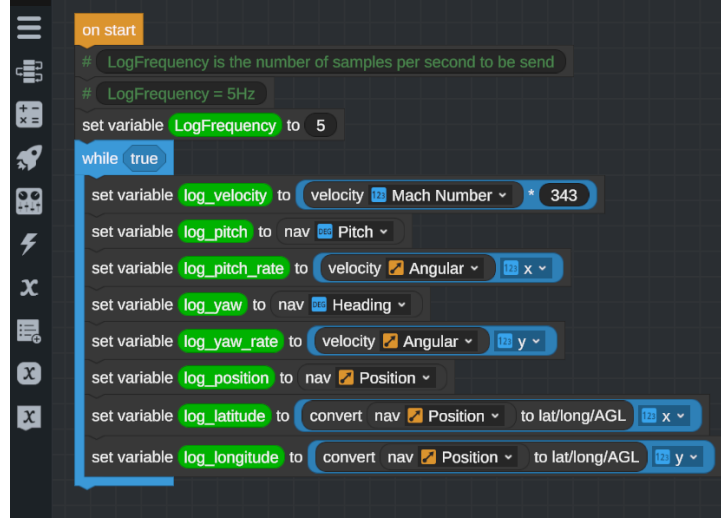 on start
# LogFrequency is the number of samples per second to be send
# LogFrequency = 5Hz
set variable LogFrequency to 5
while true
set variable log_velocity to velocity 123 Mach Number * 343
set variable log_pitch to nav DEG Pitch
set variable log_pitch_rate to velocity Angular 123 x
set variable log_yaw to nav DEG Heading
set variable log_yaw_rate to velocity Angular 123 y
set variable log_position to nav Position
set variable log_latitude to convert nav Position to lat/long/AGL 123 x
set variable log_longitude to convert nav Position to lat/long/AGL 123 y